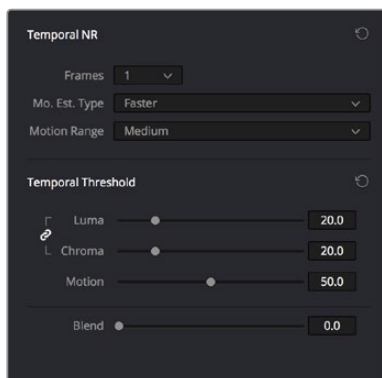 Temporal NR
Frames 1
Mo. Est. Type Faster
Motion Range Medium
Temporal Threshold
Luma 20.0
Chroma 20.0
Motion 50.0
Blend 0.0